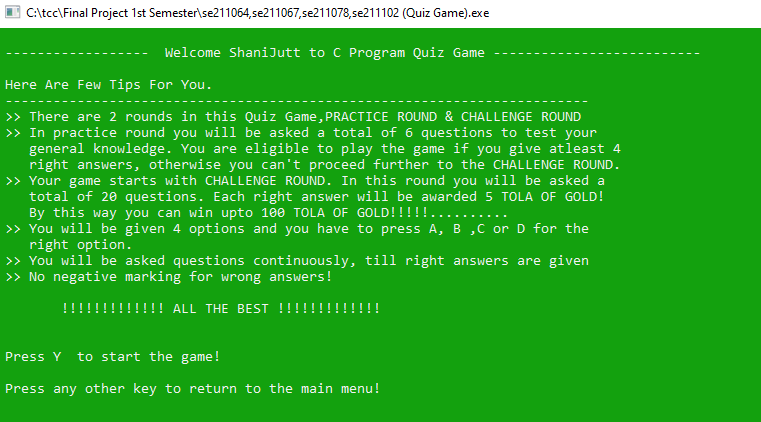 C:\tcc\Final Project 1st Semester\se211064,se211067,se211078,se211102 (Quiz Game).exe
------------------  Welcome ShaniJutt to C Program Quiz Game --------------------------
Here Are Few Tips For You.
-------------------------------------------------------------------------
>> There are 2 rounds in this Quiz Game,PRACTICE ROUND & CHALLENGE ROUND
>> In practice round you will be asked a total of 6 questions to test your
general knowledge. You are eligible to play the game if you give atleast 4
right answers, otherwise you can't proceed further to the CHALLENGE ROUND.
>> Your game starts with CHALLENGE ROUND. In this round you will be asked a
total of 20 questions. Each right answer will be awarded 5 TOLA OF GOLD!
By this way you can win upto 100 TOLA OF GOLD!!!!!..........
>> You will be given 4 options and you have to press A, B ,C or D for the
right option.
>> You will be asked questions continuously, till right answers are given
>> No negative marking for wrong answers!
!!!!!!!!!!!!! ALL THE BEST !!!!!!!!!!!!!
Press Y  to start the game!
Press any other key to return to the main menu!